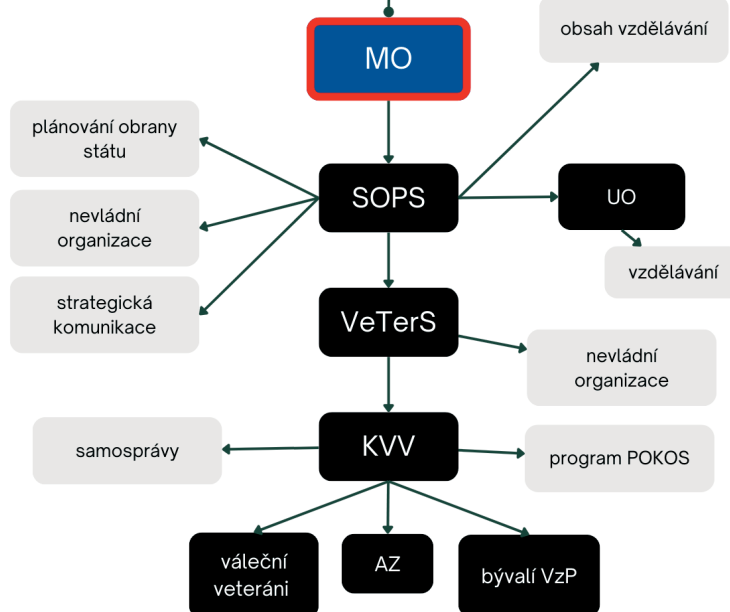 obsah vzdělávání
MO
plánování obrany
státu
SOPS
UO
nevládní
organizace
vzdělávání
strategická
komunikace
VeTerS
nevládní
organizace
samosprávy
KVV
program POKOS
váleční
veteráni
AZ
bývalí VzP